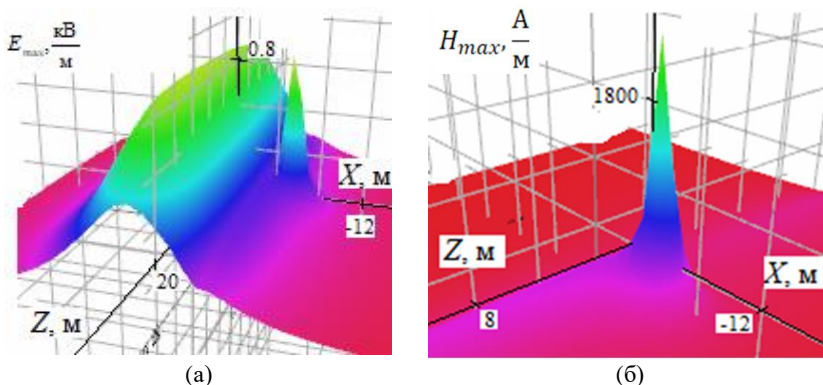 (a)
E_max, кВ/м
0.8
X, м
-12
20
Z, м
(б)
H_max, А/м
1800
Z, м
8
X, м
-12
(а)
(б)